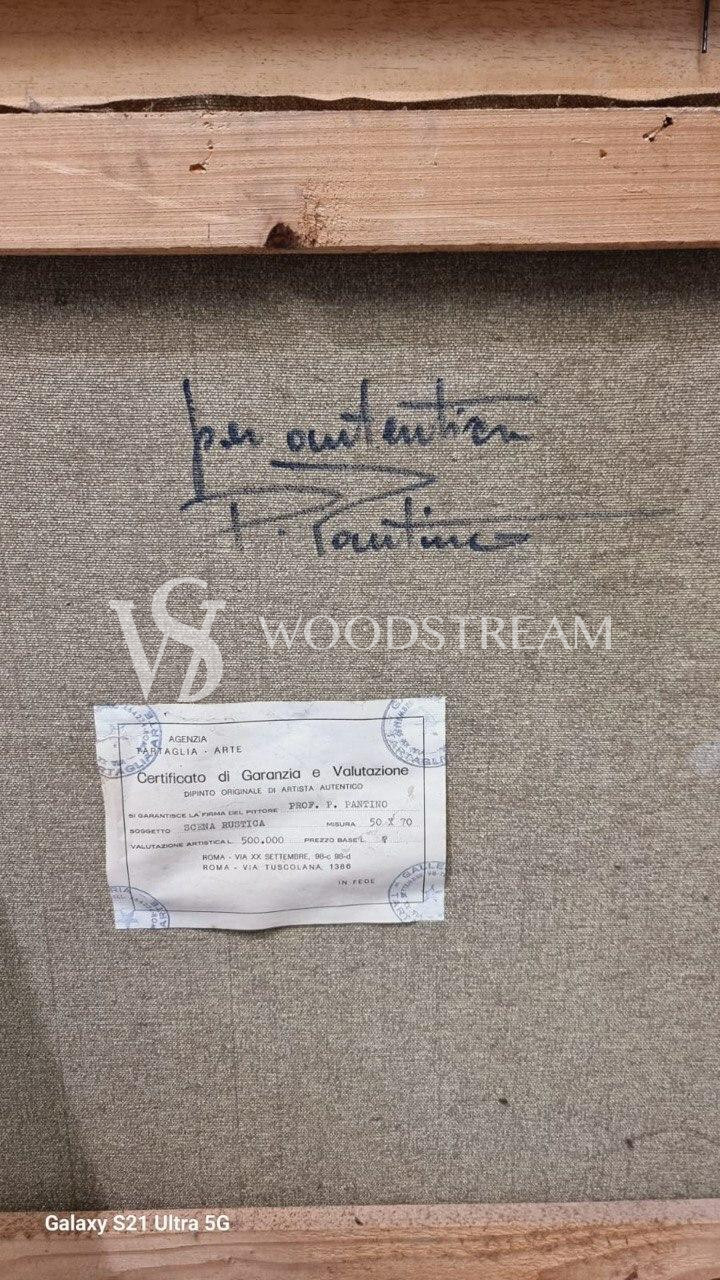 per autentica
P. Pantino
WS WOODSTREAM
AGENZIA
TARTAGLIA - ARTE
Certificato di Garanzia e Valutazione
DIPINTO ORIGINALE DI ARTISTA AUTENTICO
SI GARANTISCE LA FIRMA DEL PITTORE PROF. P. PANTINO
SOGGETTO SCENA RUSTICA MISURA 50 X 70
VALUTAZIONE ARTISTICA L. 500.000 PREZZO BASE L.
ROMA - VIA XX SETTEMBRE, 98-c 98-d
ROMA - VIA TUSCOLANA, 1386
IN FEDE
Galaxy S21 Ultra 5G